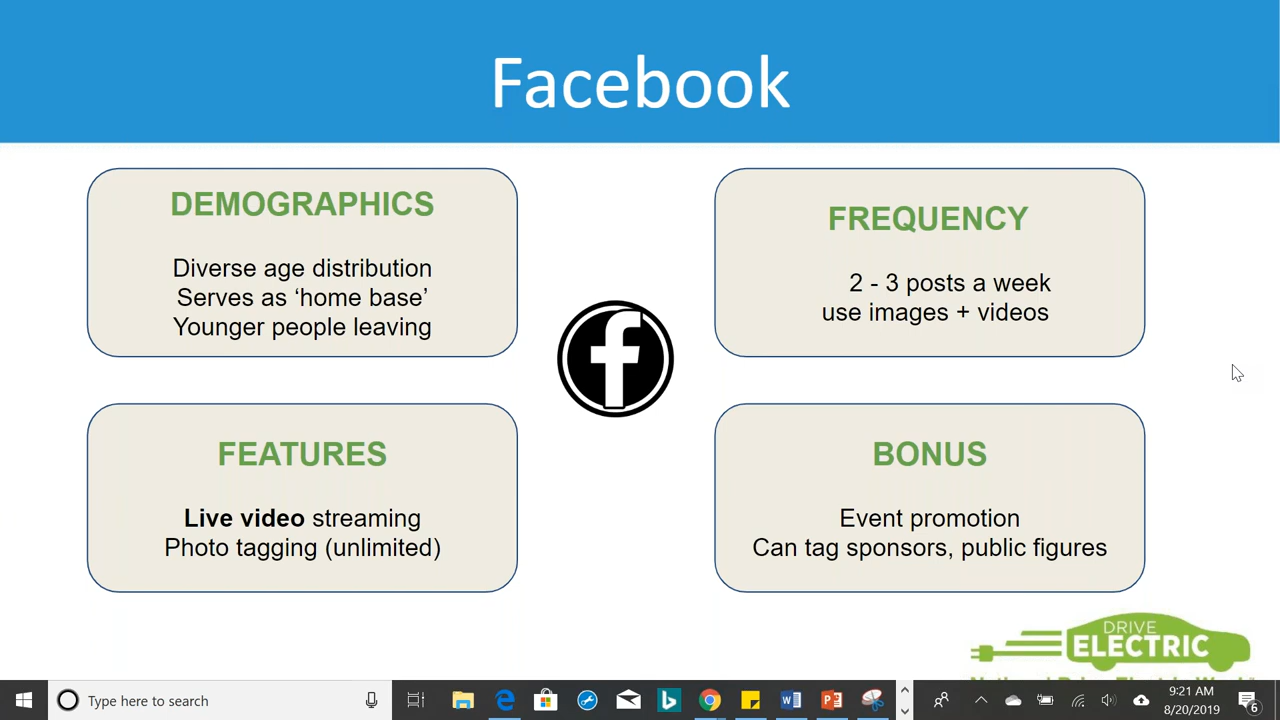 Facebook
DEMOGRAPHICS
Diverse age distribution
Serves as ‘home base’
Younger people leaving
FREQUENCY
2 - 3 posts a week
use images + videos
FEATURES
Live video streaming
Photo tagging (unlimited)
BONUS
Event promotion
Can tag sponsors, public figures
DRIVE
ELECTRIC
Type here to search
9:21 AM
8/20/2019
6